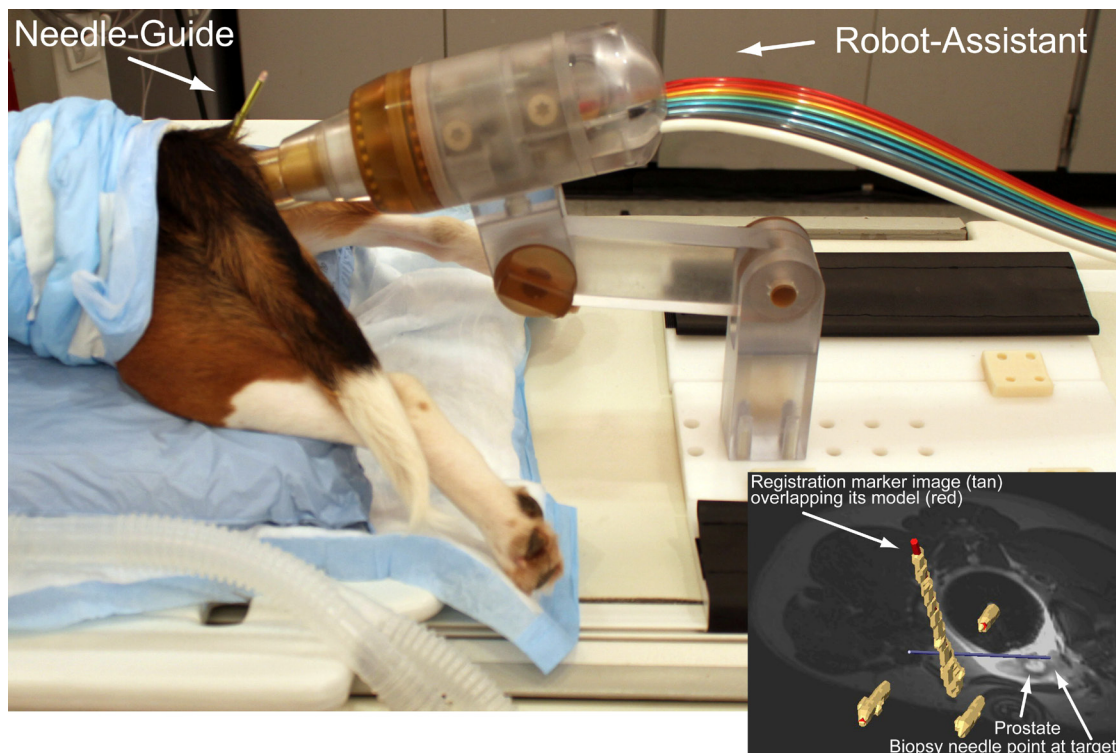 Needle-Guide
Robot-Assistant
Registration marker image (tan)
overlapping its model (red)
Prostate
Biopsy needle point at target